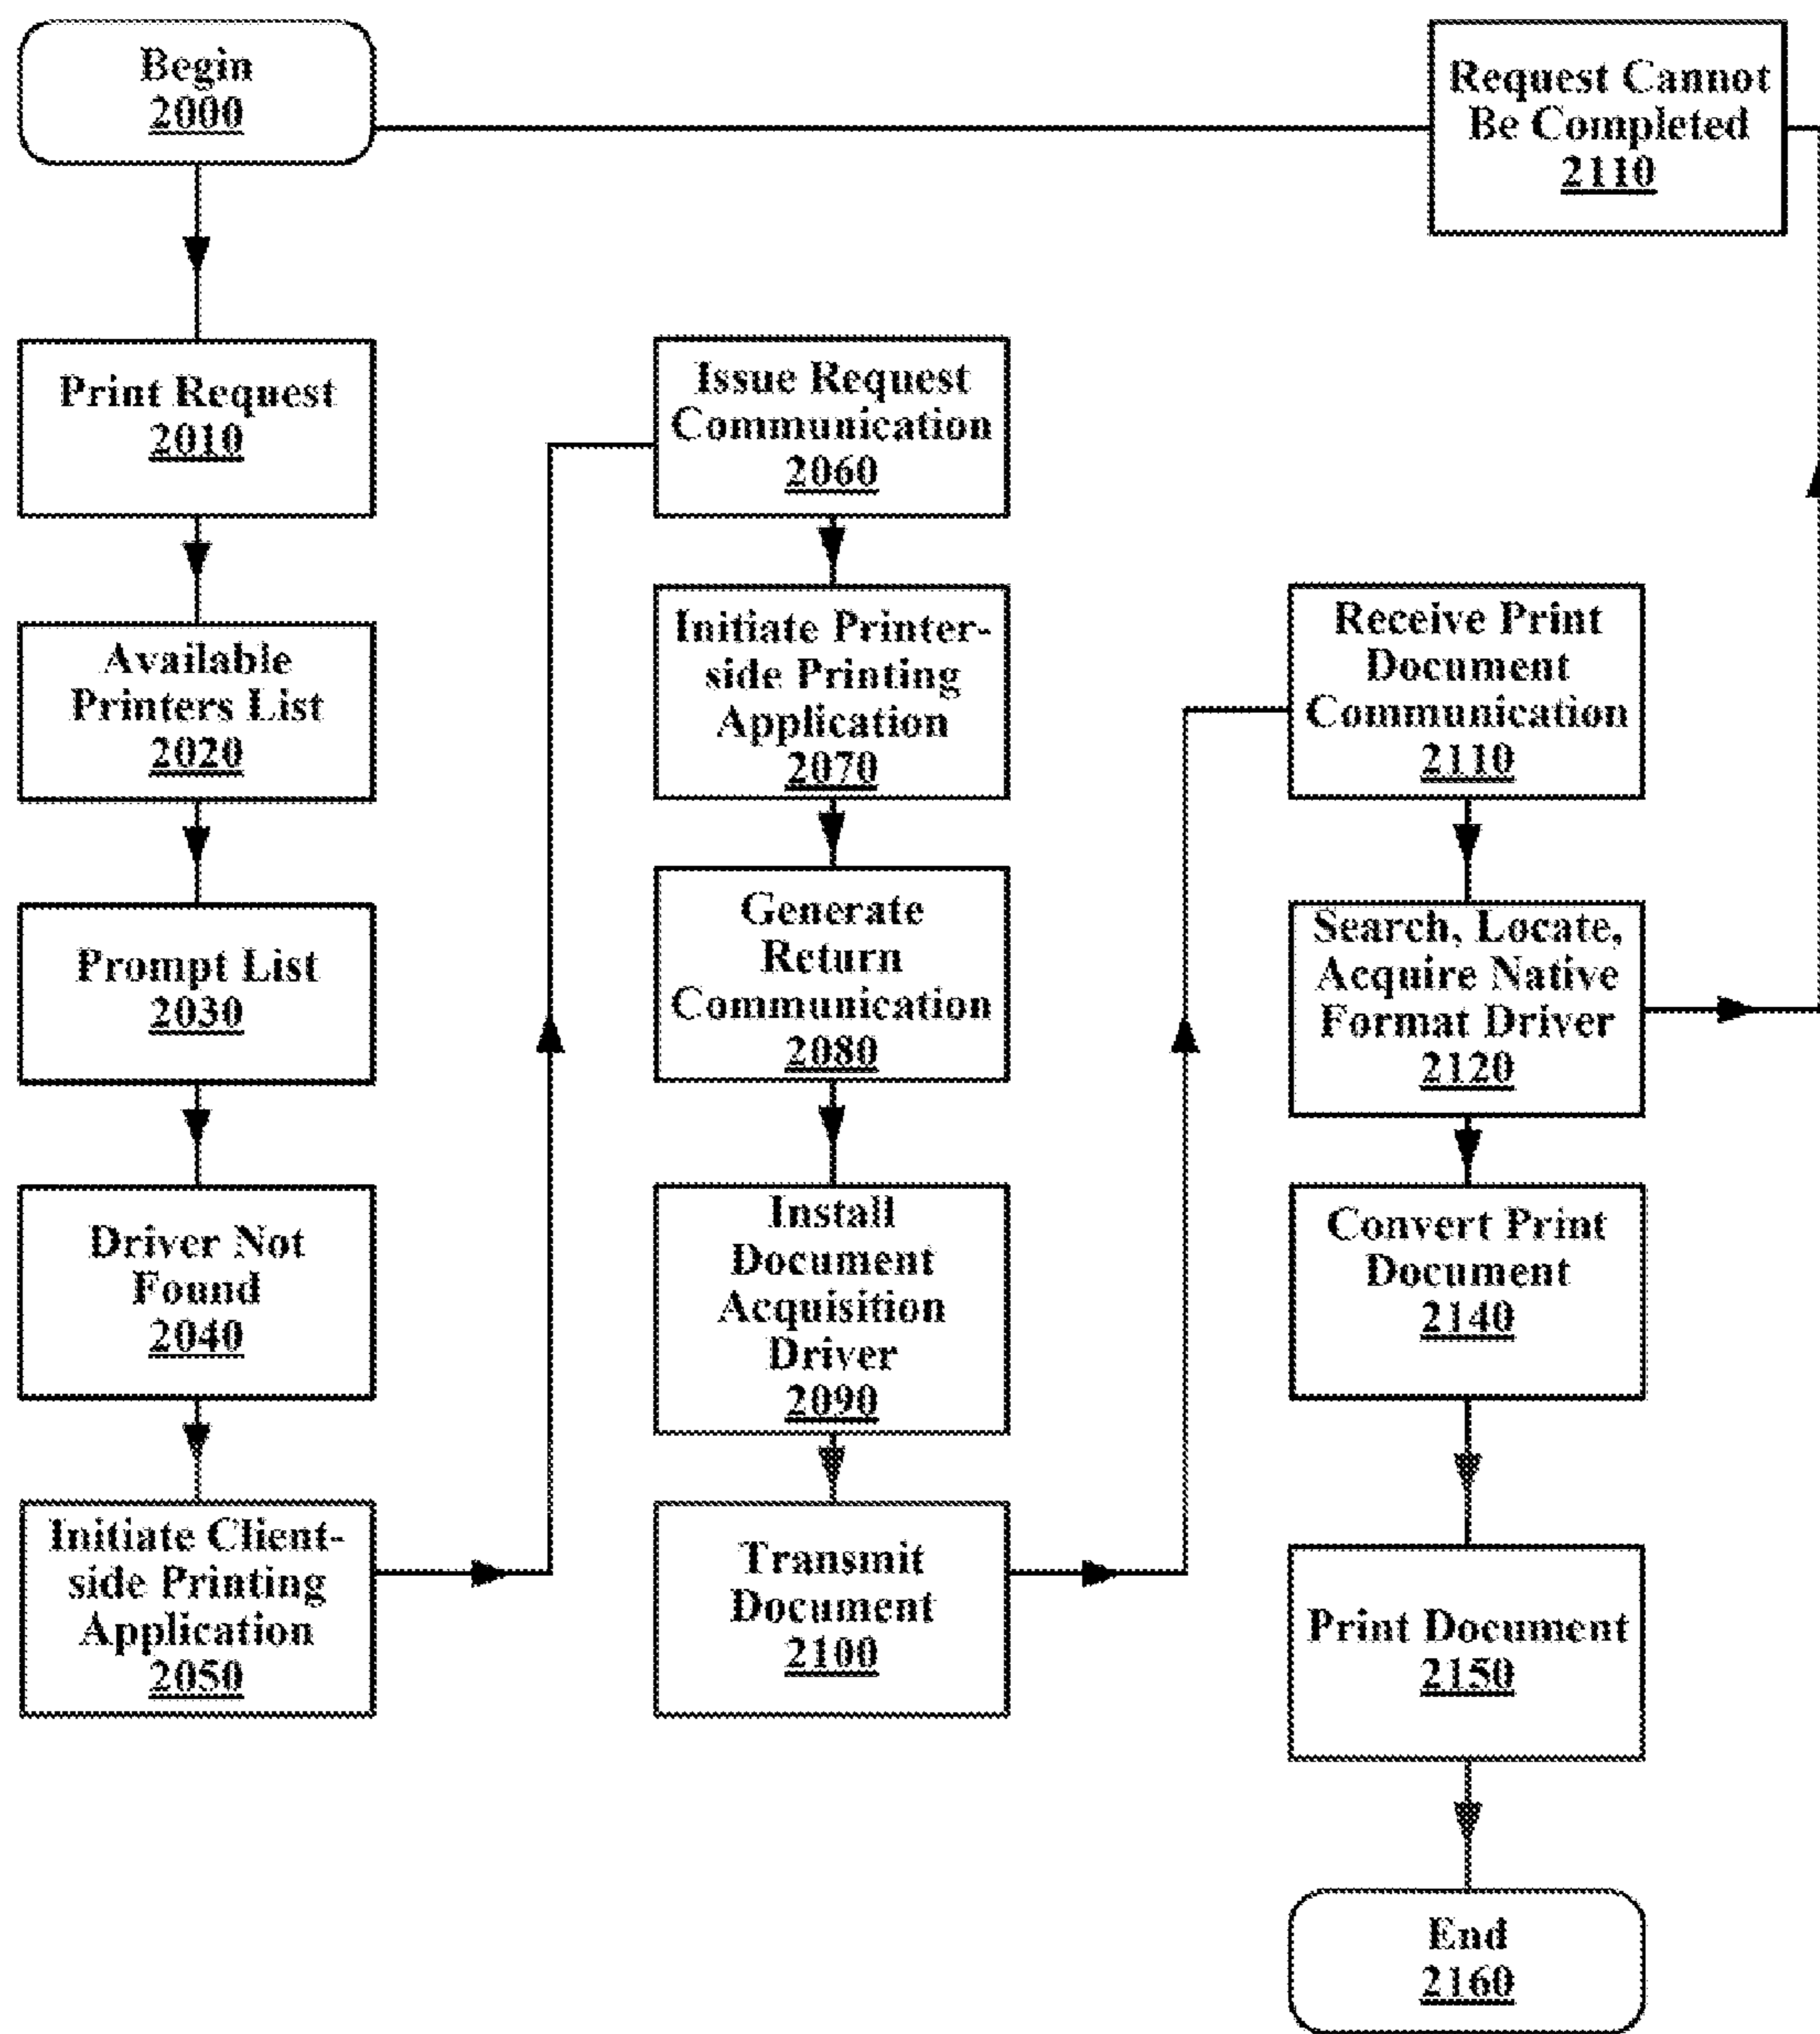 Begin
2000
Request Cannot
Be Completed
2110
Print Request
2010
Available
Printers List
2020
Prompt List
2030
Driver Not
Found
2040
Initiate Client-
side Printing
Application
2050
Issue Request
Communication
2060
Initiate Printer-
side Printing
Application
2070
Generate
Return
Communication
2080
Install
Document
Acquisition
Driver
2090
Transmit
Document
2100
Receive Print
Document
Communication
2110
Search, Locate,
Acquire Native
Format Driver
2120
Convert Print
Document
2140
Print Document
2150
End
2160